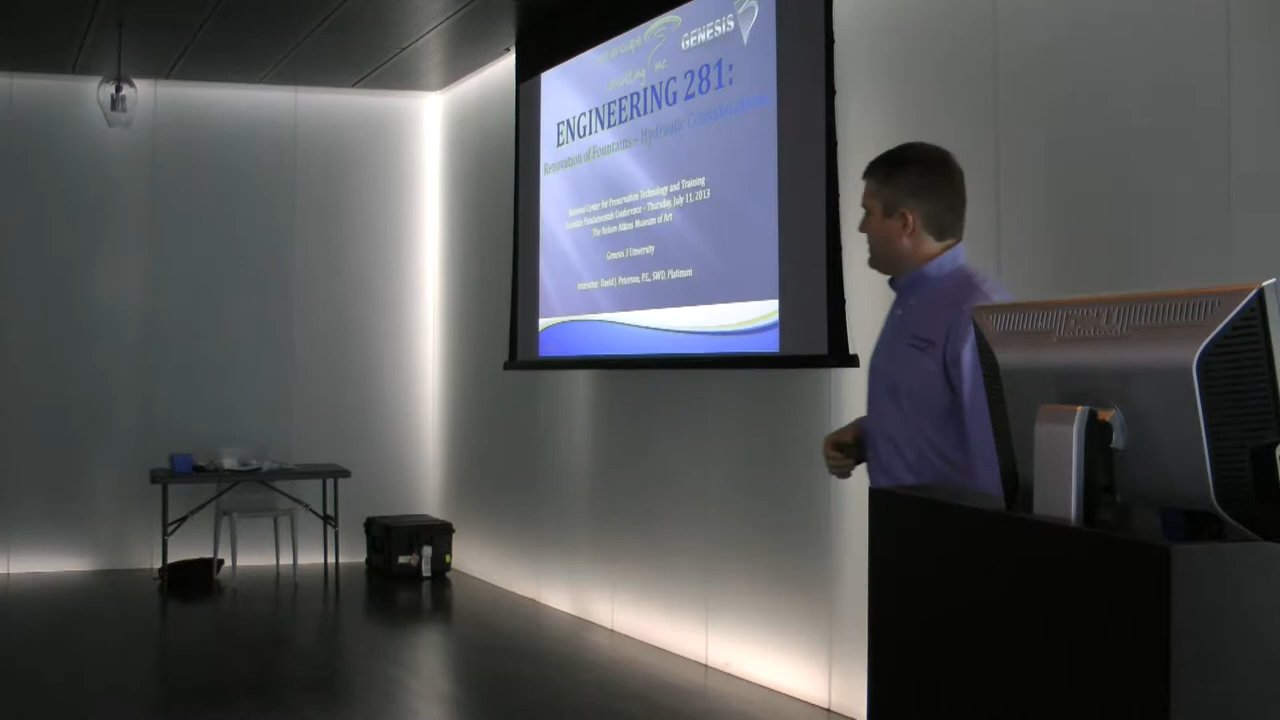 GENESIS 3
ENGINEERING 281:
Renovation of Fountains – Hydraulic Considerations
National Center for Preservation Technology and Training
Fountain Fundamentals Conference – Thursday, July 11, 2013
The Nelson-Atkins Museum of Art
Genesis 3 University
Instructor: David J. Peterson, P.E., SWD, Platinum